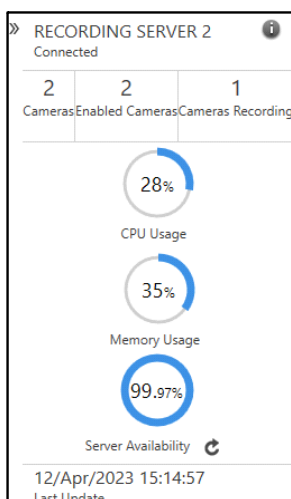 » RECORDING SERVER 2
Connected
2 2 1
Cameras Enabled Cameras Cameras Recording
28%
CPU Usage
35%
Memory Usage
99.97%
Server Availability
12/Apr/2023 15:14:57
Last Update